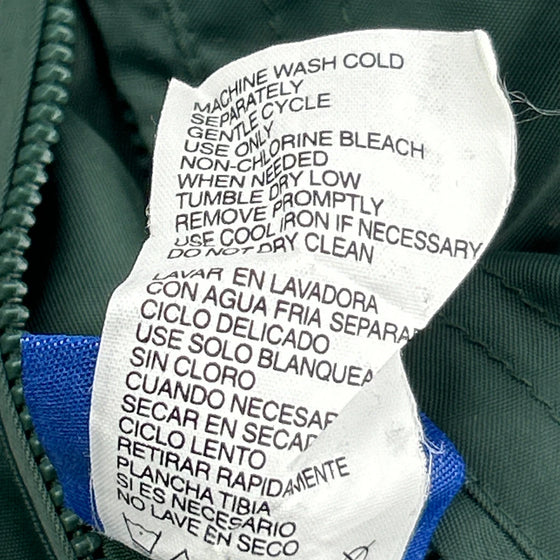 MACHINE WASH COLD
SEPARATELY
GENTLE CYCLE
USE ONLY
NON-CHLORINE BLEACH
WHEN NEEDED
TUMBLE DRY LOW
REMOVE PROMPTLY
USE COOL IRON IF NECESSARY
DO NOT DRY CLEAN
LAVAR EN LAVADORA
CON AGUA FRIA SEPARA
CICLO DELICADO
USE SOLO BLANQUEA
SIN CLORO
CUANDO NECESAR
SECAR EN SECAR
CICLO LENTO
RETIRAR RAPIDAMENTE
PLANCHA TIBIA
SI ES NECESARIO
NO LAVE EN SECO